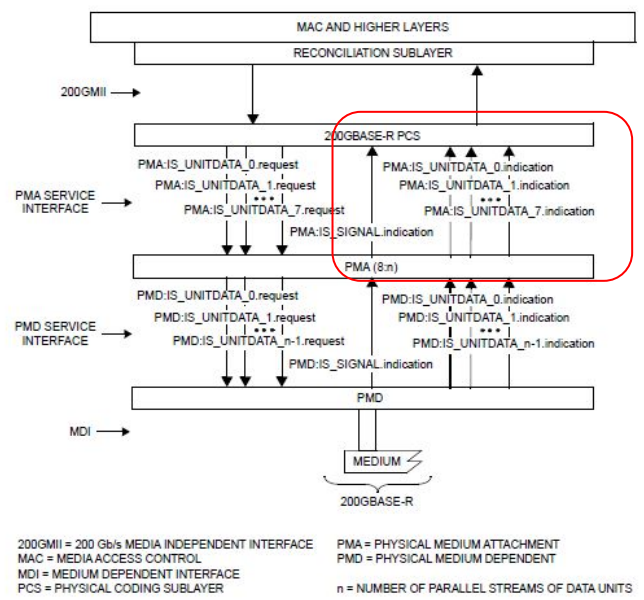 MAC AND HIGHER LAYERS
RECONCILIATION SUBLAYER
200GMII
200GBASE-R PCS
PMA:IS_UNITDATA_0.request
PMA:IS_UNITDATA_1.request
•••
PMA:IS_UNITDATA_7.request
PMA SERVICE
INTERFACE
PMA:IS_SIGNAL.indication
PMA:IS_UNITDATA_0.indication
PMA:IS_UNITDATA_1.indication
•••
PMA:IS_UNITDATA_7.indication
PMA (8:n)
PMD:IS_UNITDATA_0.request
PMD:IS_UNITDATA_1.request
•••
PMD:IS_UNITDATA_n-1.request
PMD SERVICE
INTERFACE
PMD:IS_SIGNAL.indication
PMD:IS_UNITDATA_0.indication
PMD:IS_UNITDATA_1.indication
•••
PMD:IS_UNITDATA_n-1.indication
PMD
MDI
MEDIUM
200GBASE-R
200GMII = 200 Gb/s MEDIA INDEPENDENT INTERFACE
MAC = MEDIA ACCESS CONTROL
MDI = MEDIUM DEPENDENT INTERFACE
PCS = PHYSICAL CODING SUBLAYER
PMA = PHYSICAL MEDIUM ATTACHMENT
PMD = PHYSICAL MEDIUM DEPENDENT
n = NUMBER OF PARALLEL STREAMS OF DATA UNITS